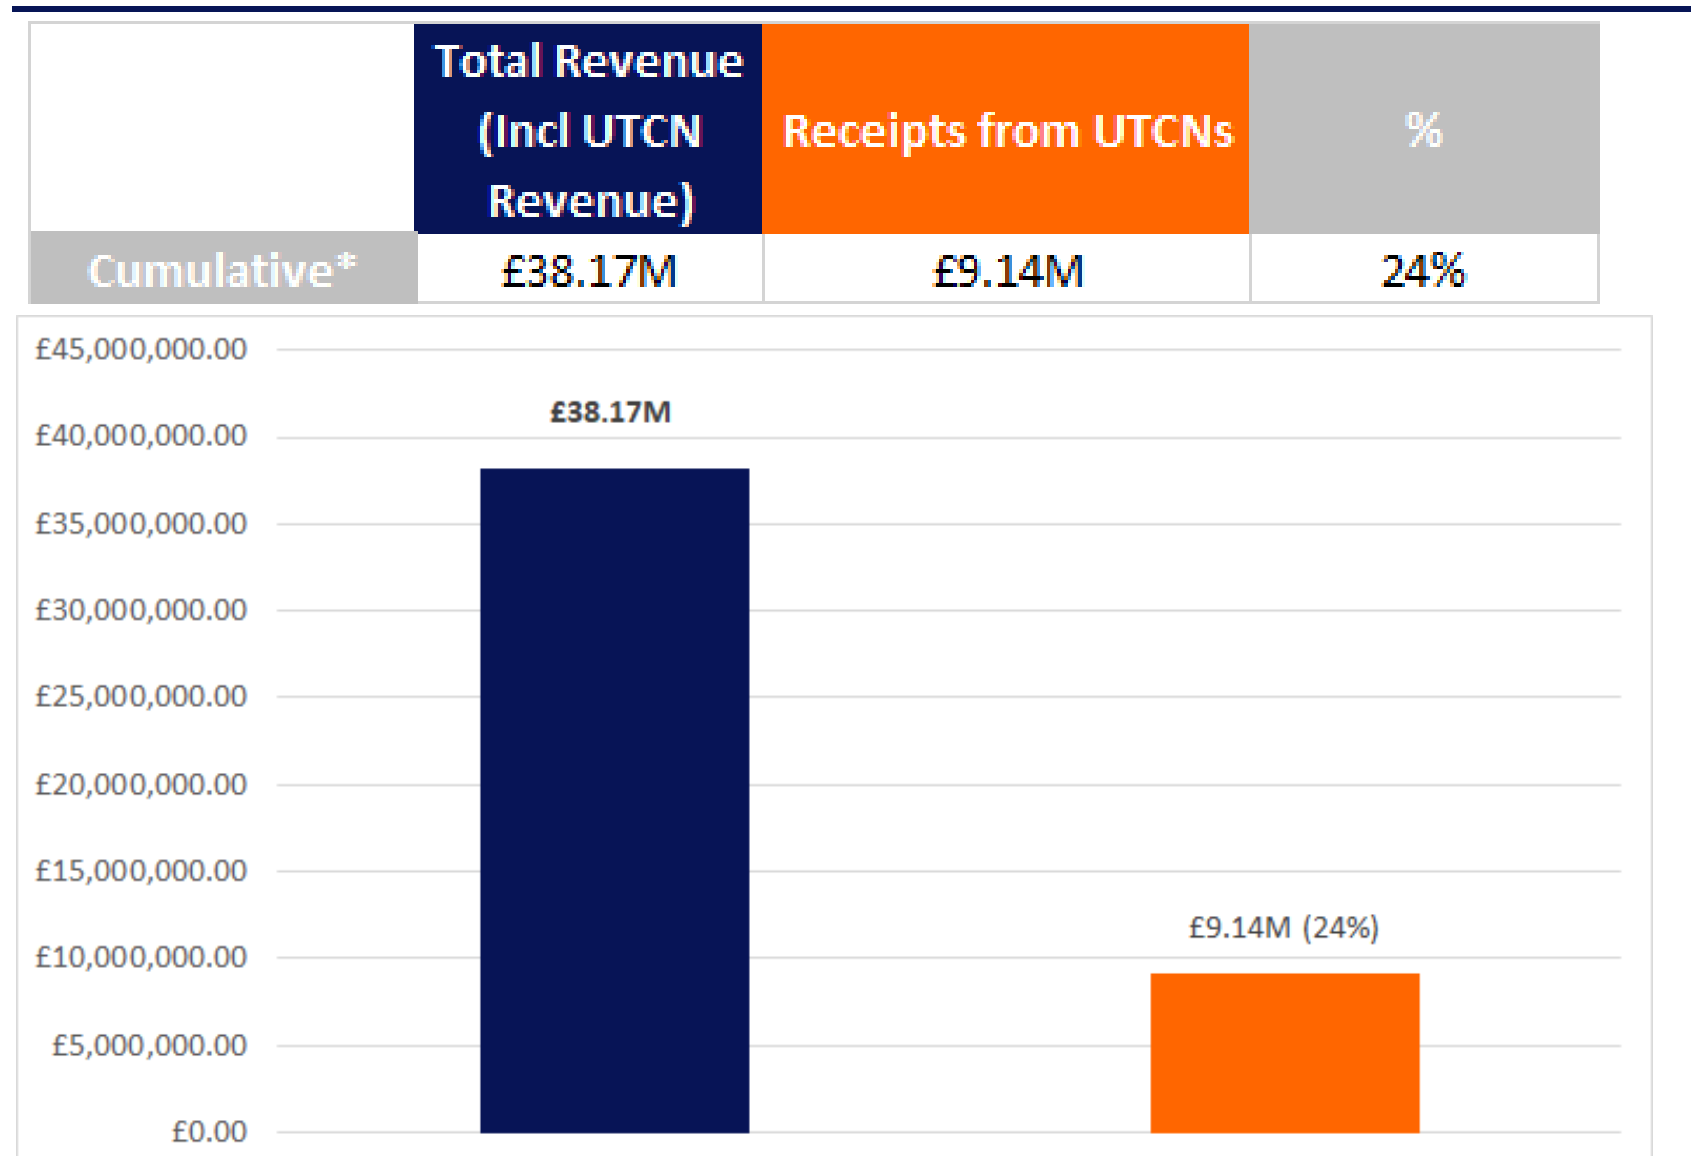 Total Revenue
(Incl UTCN
Revenue)
Receipts from UTCNs
%
Cumulative*
£38.17M
£9.14M
24%
£45,000,000.00
£38.17M
£40,000,000.00
£35,000,000.00
£30,000,000.00
£25,000,000.00
£20,000,000.00
£15,000,000.00
£9.14M (24%)
£10,000,000.00
£5,000,000.00
£0.00